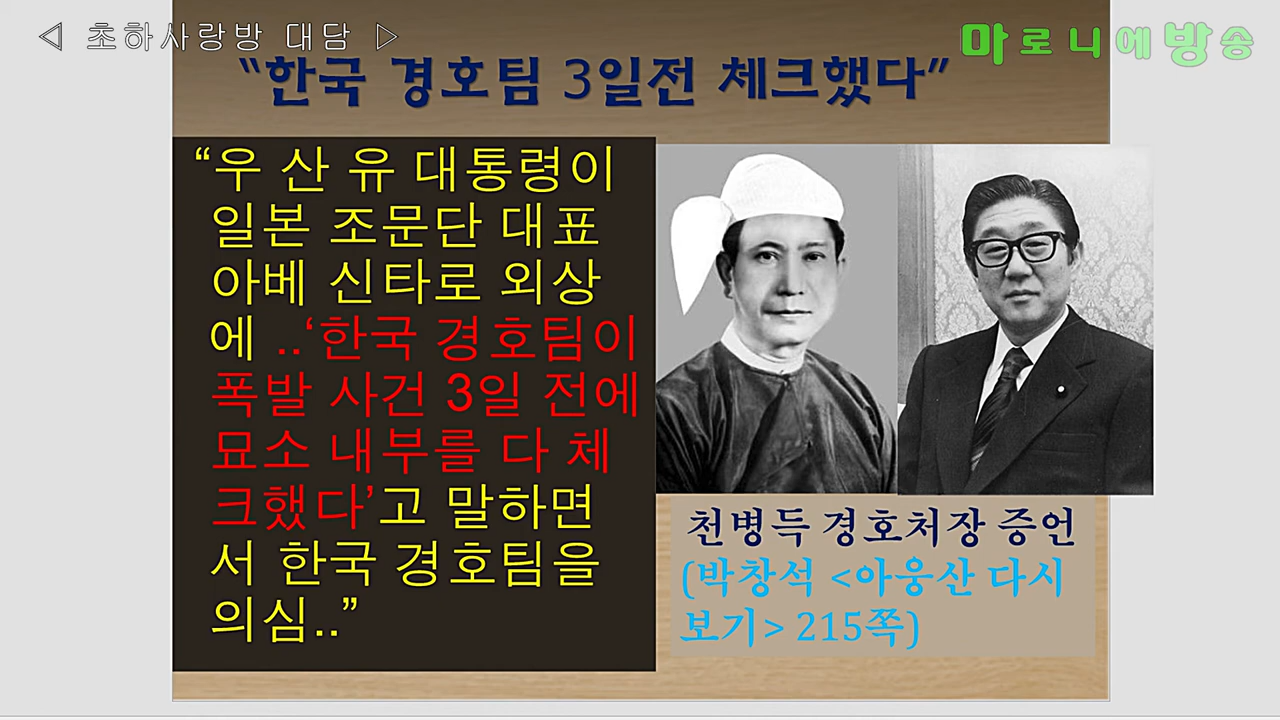 ◁ 초하사랑방 대담 ▷
마로니에방송
“한국 경호팀 3일전 체크했다”
“우 산 유 대통령이
일본 조문단 대표
아베 신타로 외상
에 ..‘한국 경호팀이
폭발 사건 3일 전에
묘소 내부를 다 체
크했다’고 말하면
서 한국 경호팀을
의심..”
천병득 경호처장 증언
(박창석 <아웅산 다시
보기> 215쪽)